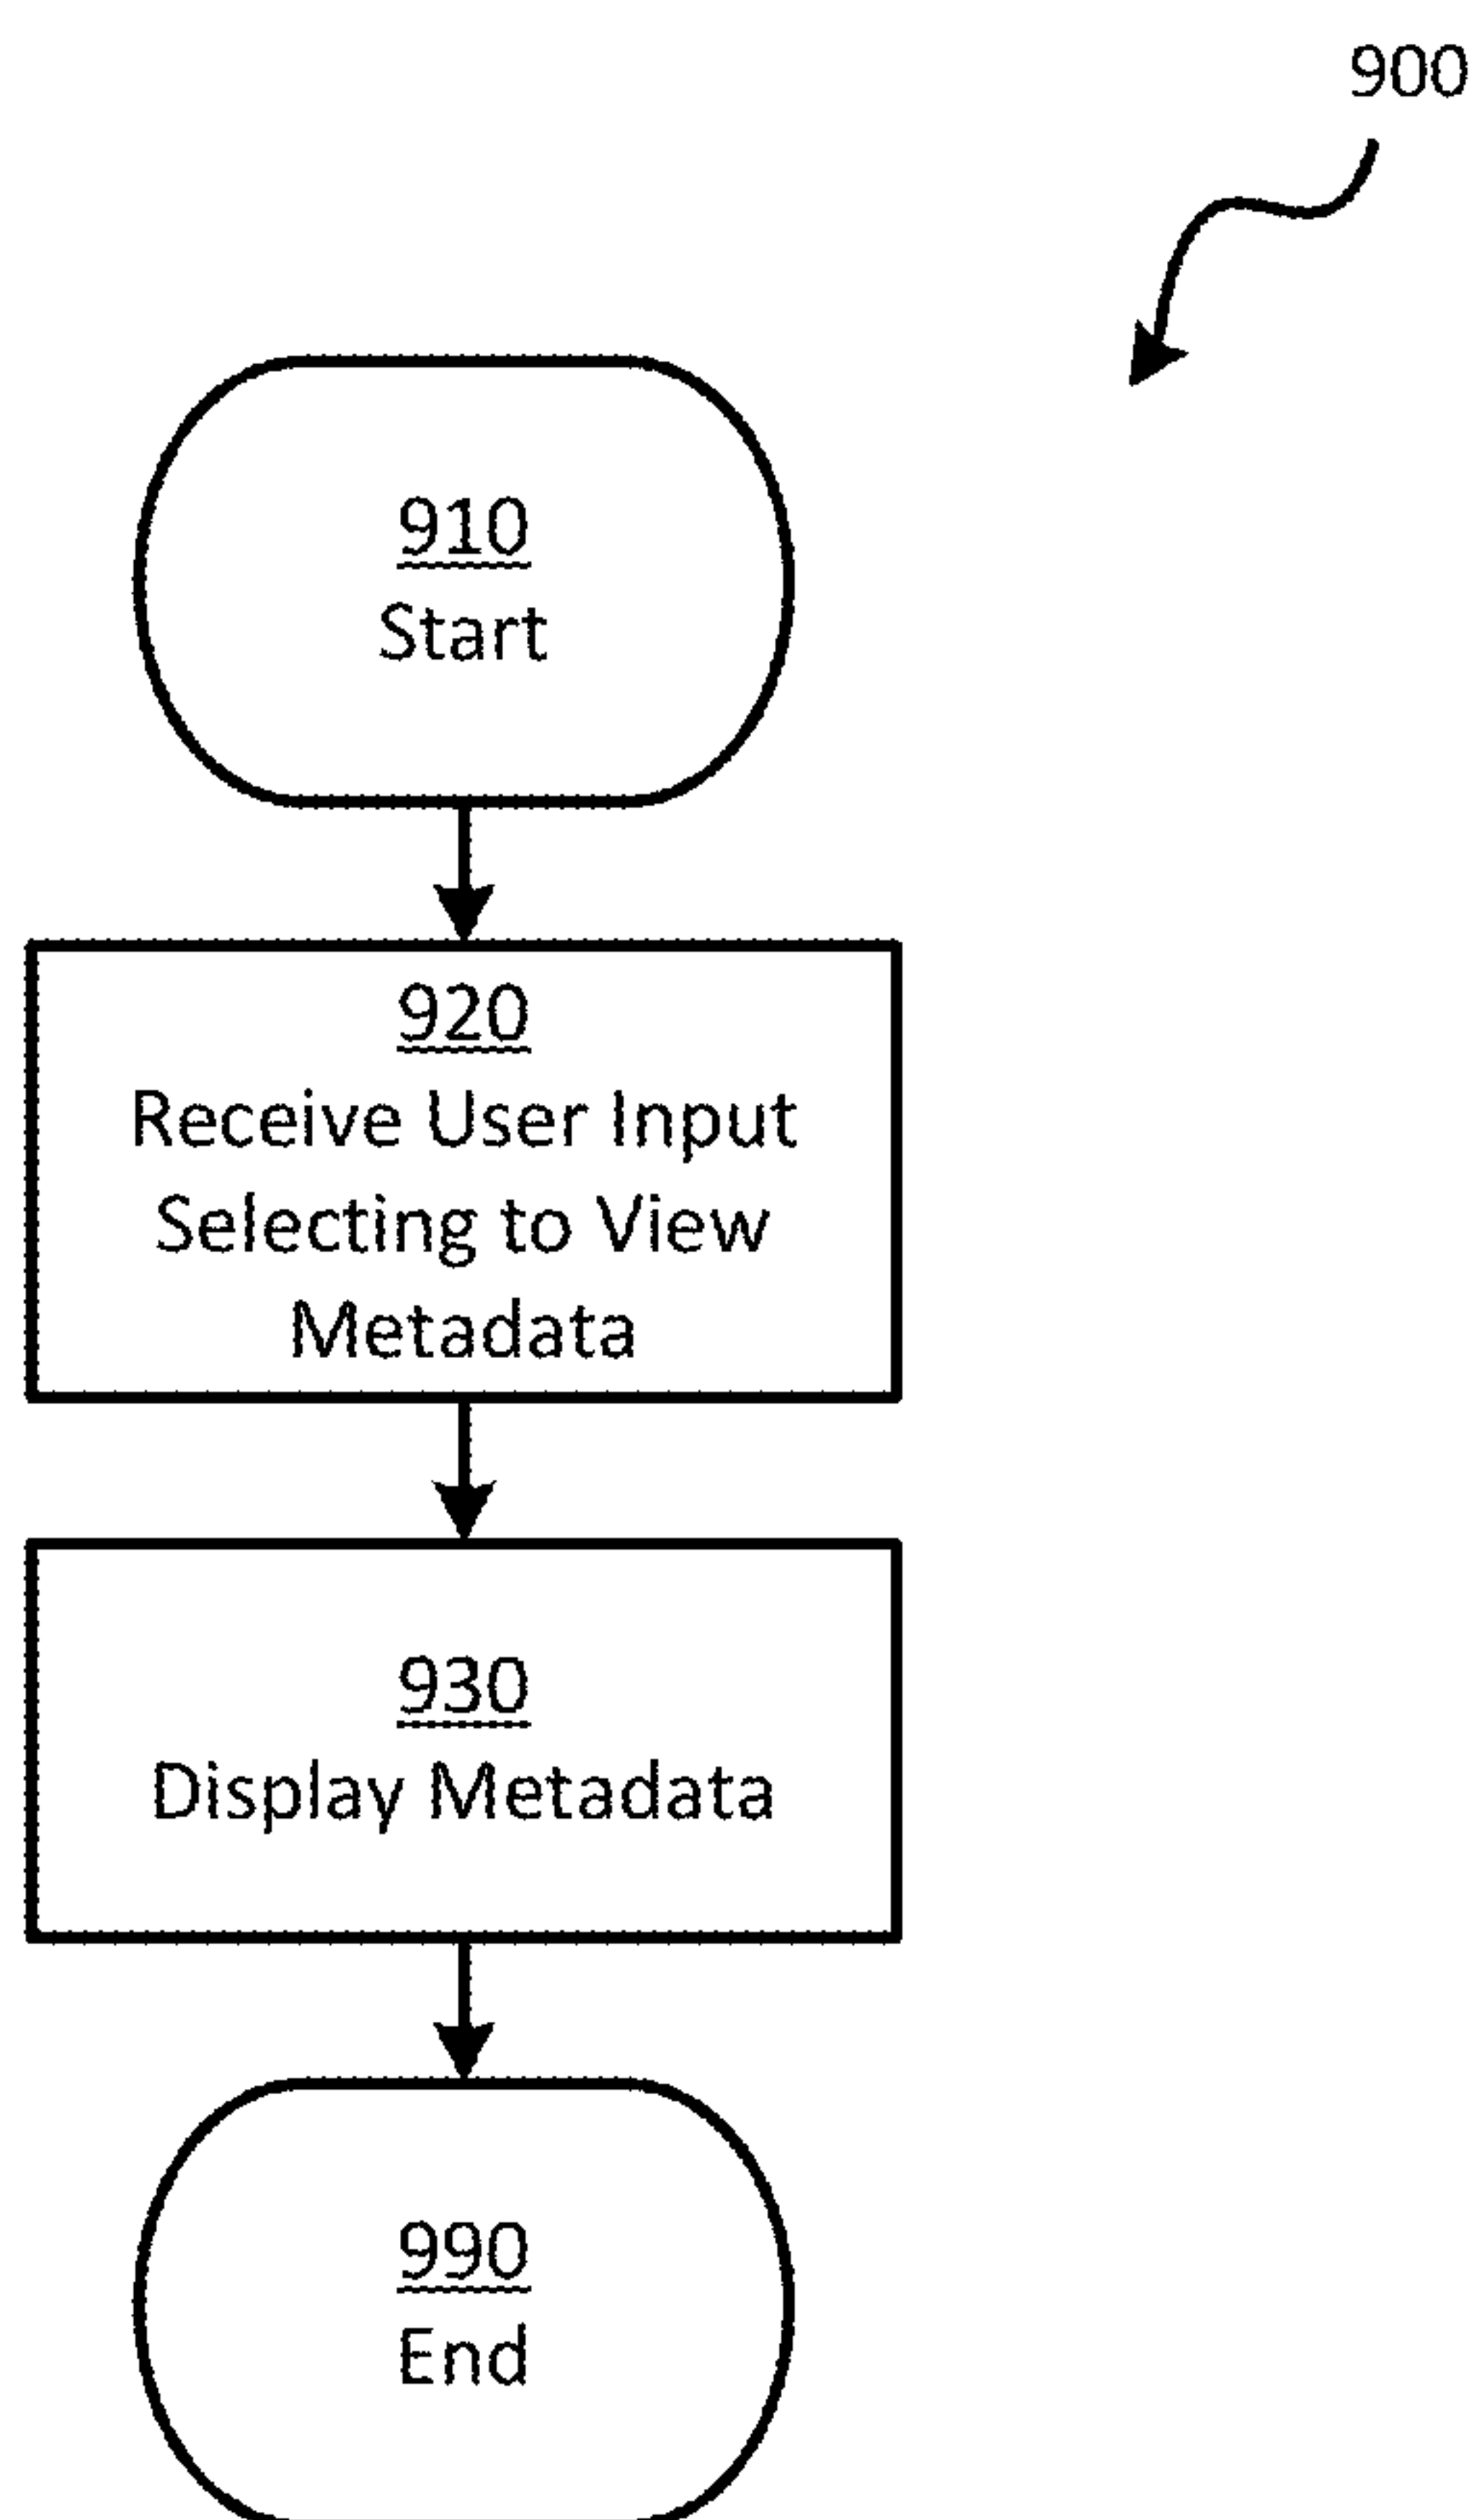 900
910
Start
920
Receive User Input
Selecting to View
Metadata
930
Display Metadata
990
End